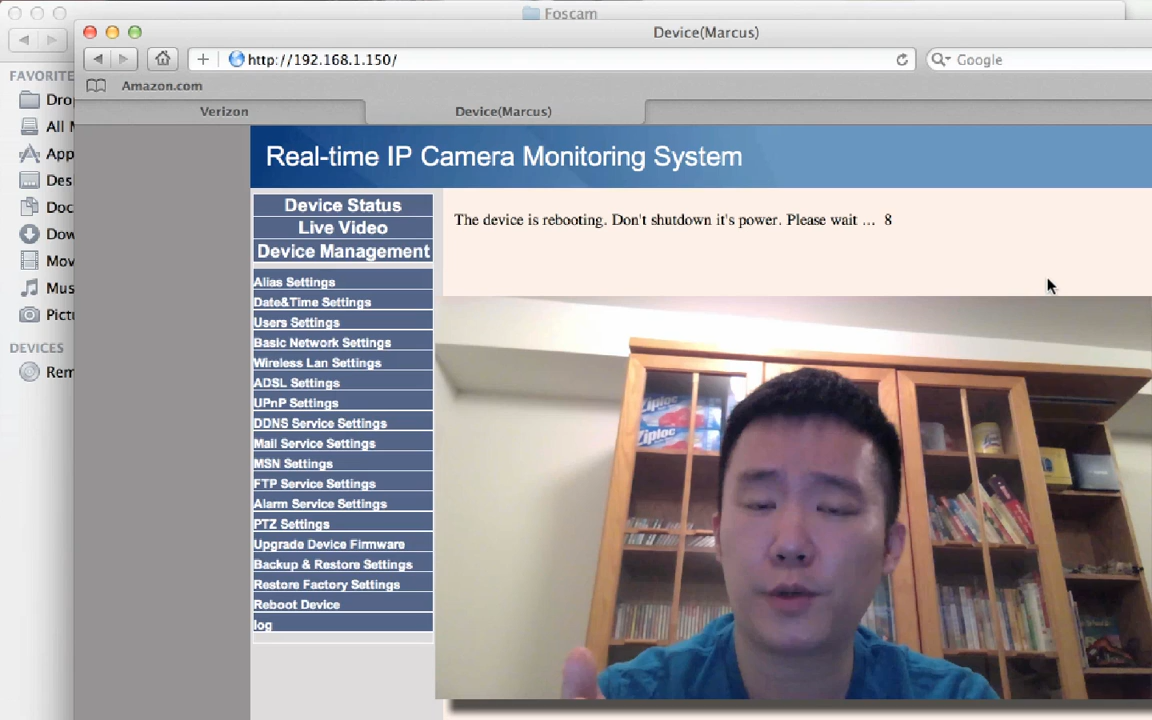 Foscam
Device(Marcus)
http://192.168.1.150/
Google
Amazon.com
Verizon
Device(Marcus)
FAVORITE
Dro
All M
App
Des
Doc
Dow
Mov
Mus
Pictu
DEVICES
Rem
Real-time IP Camera Monitoring System
Device Status
Live Video
Device Management
Alias Settings
Date&Time Settings
Users Settings
Basic Network Settings
Wireless Lan Settings
ADSL Settings
UPnP Settings
DDNS Service Settings
Mail Service Settings
MSN Settings
FTP Service Settings
Alarm Service Settings
PTZ Settings
Upgrade Device Firmware
Backup & Restore Settings
Restore Factory Settings
Reboot Device
log
The device is rebooting. Don't shutdown it's power. Please wait ... 8
Ziploc
Ziploc